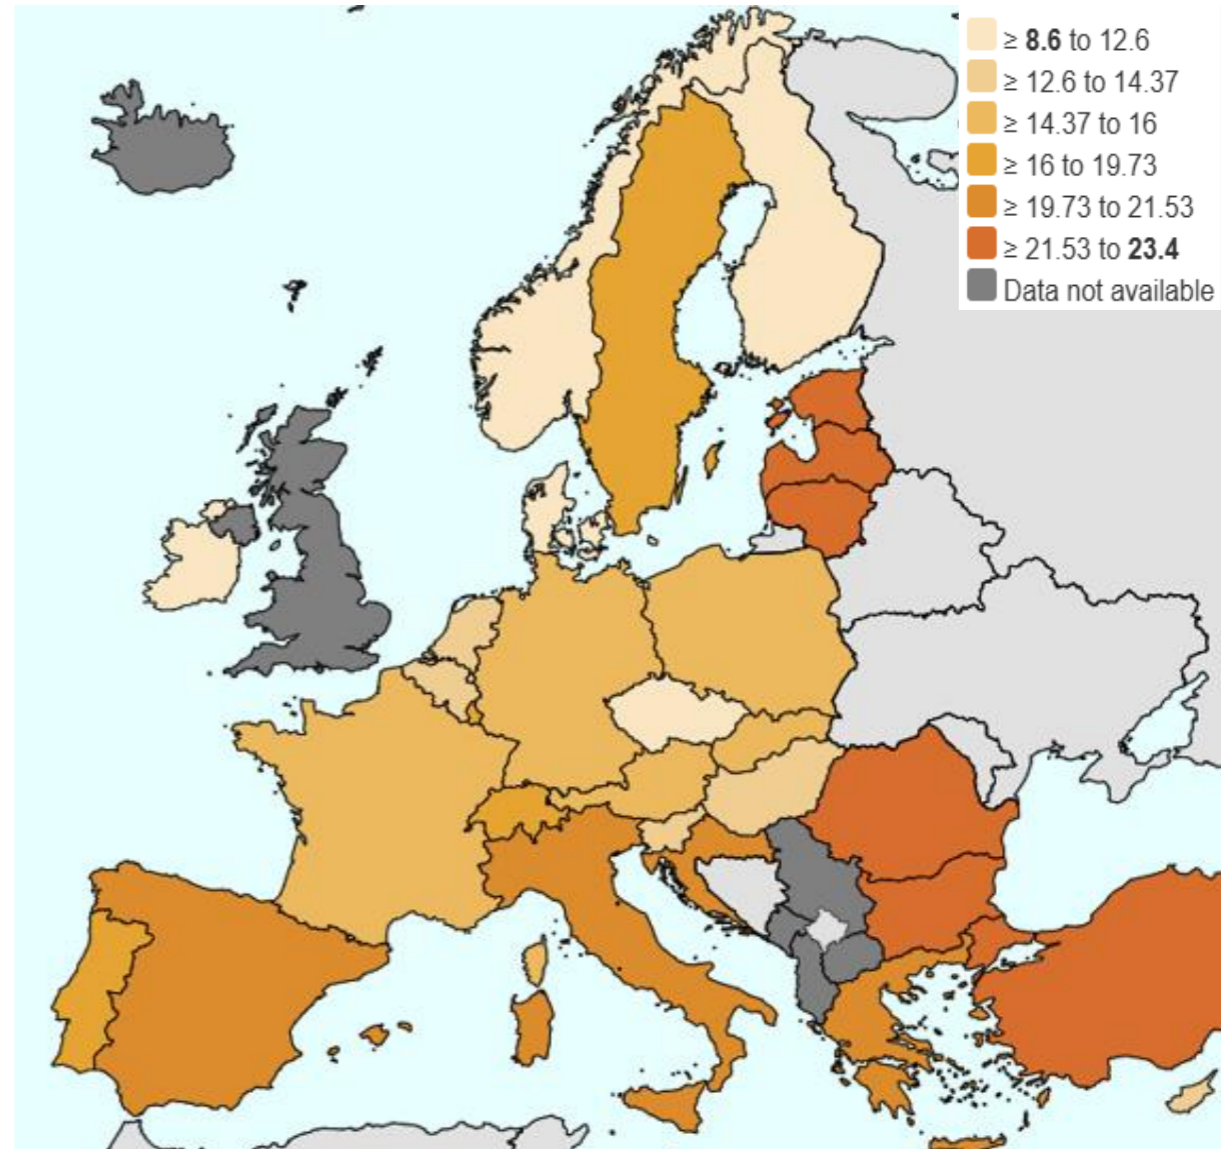 ≥ 8.6 to 12.6
≥ 12.6 to 14.37
≥ 14.37 to 16
≥ 16 to 19.73
≥ 19.73 to 21.53
≥ 21.53 to 23.4
Data not available